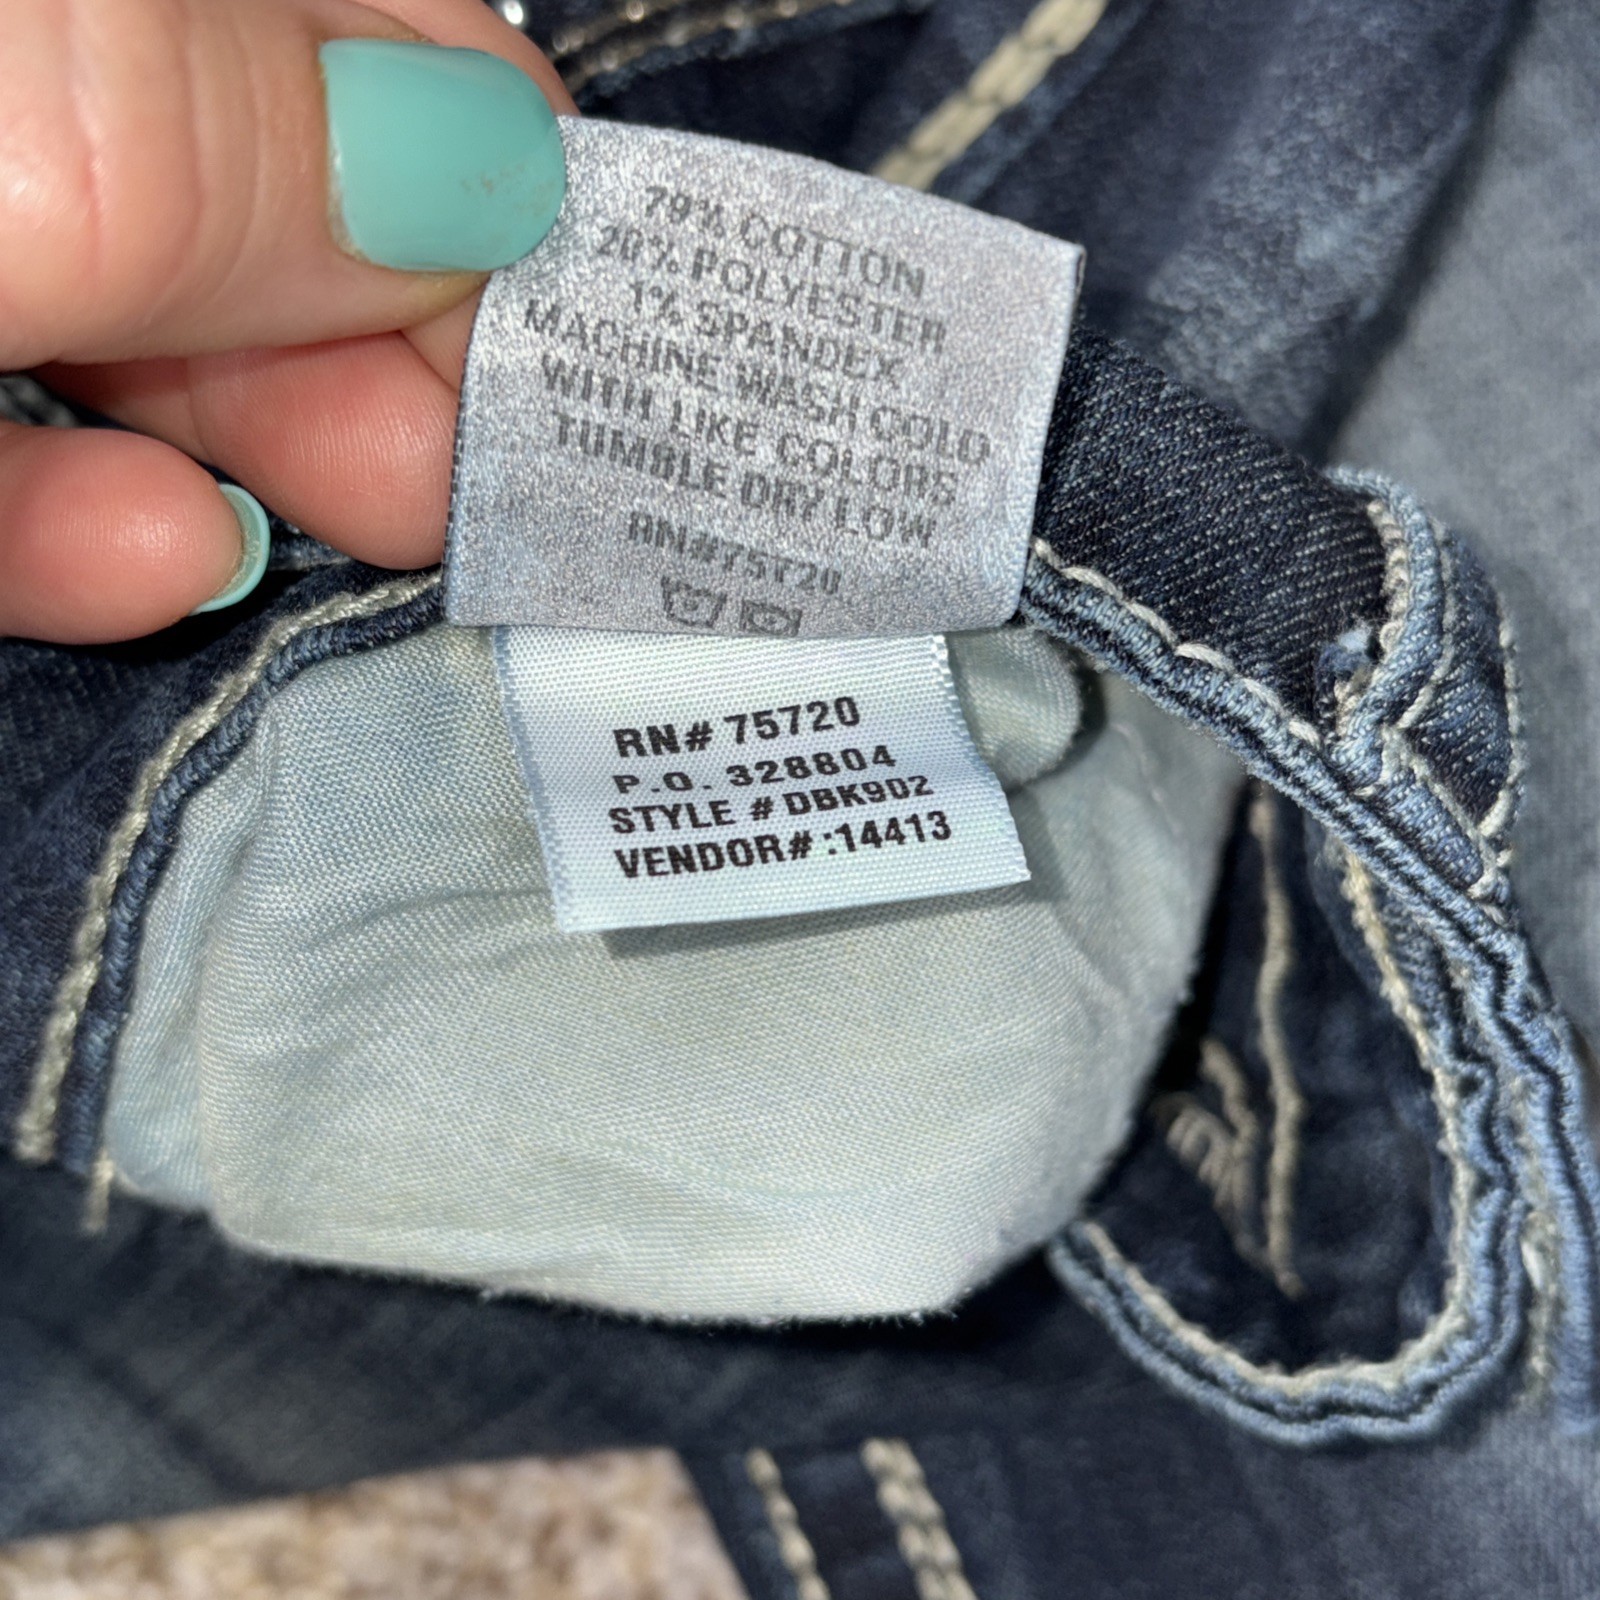 79% COTTON
20% POLYESTER
1% SPANDEX
MACHINE WASH COLD
WITH LIKE COLORS
TUMBLE DRY LOW
RN#75720
RN# 75720
P.O. 328804
STYLE # DBK902
VENDOR# :14413